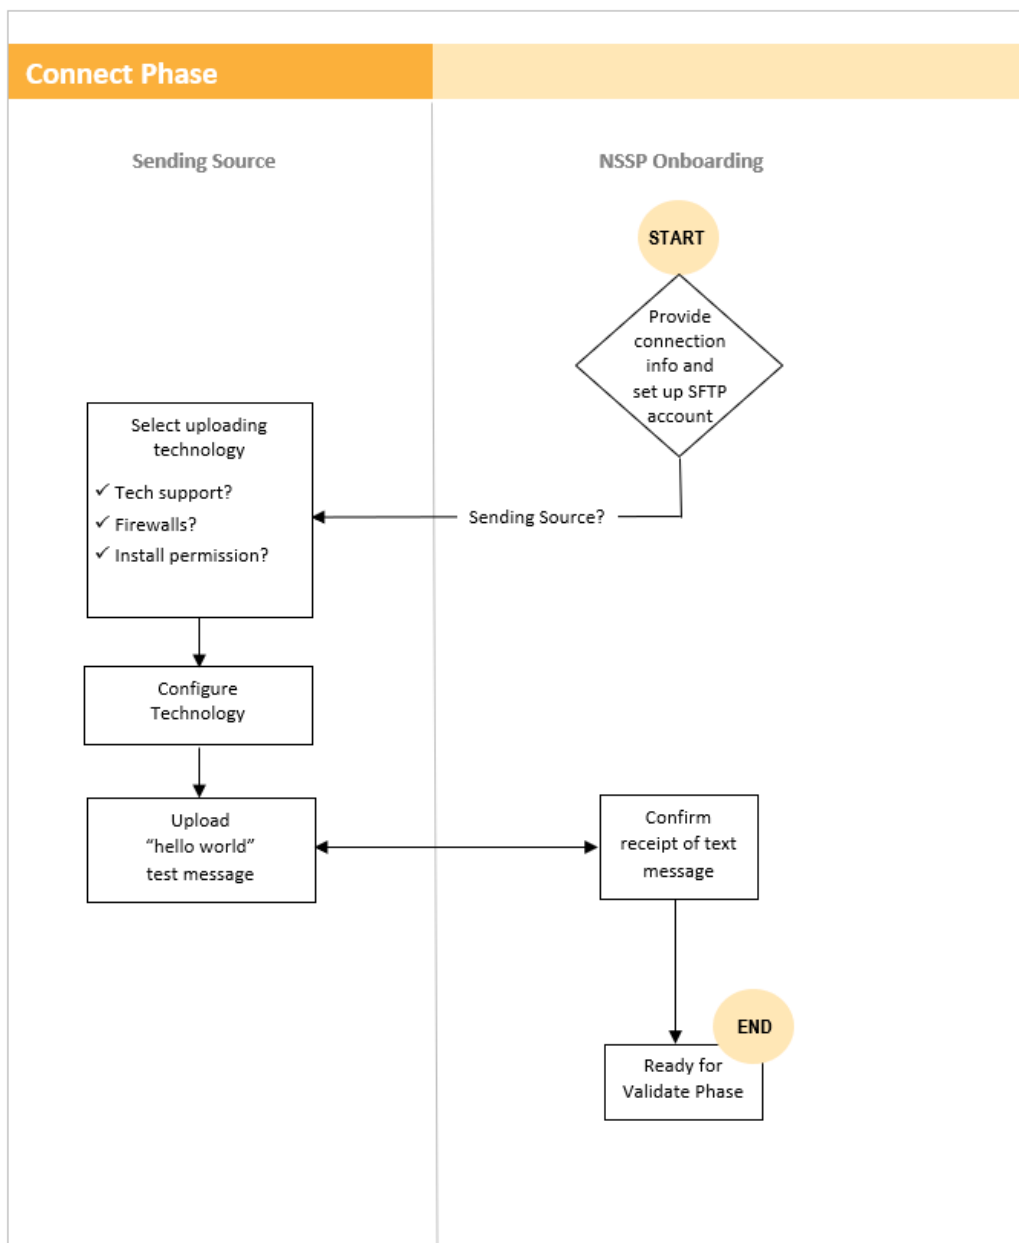 Connect Phase
Sending Source
NSSP Onboarding
START
Provide
connection
info and
set up SFTP
account
Sending Source?
Select uploading
technology
✓ Tech support?
✓ Firewalls?
✓ Install permission?
Configure
Technology
Upload
“hello world”
test message
Confirm
receipt of text
message
END
Ready for
Validate Phase